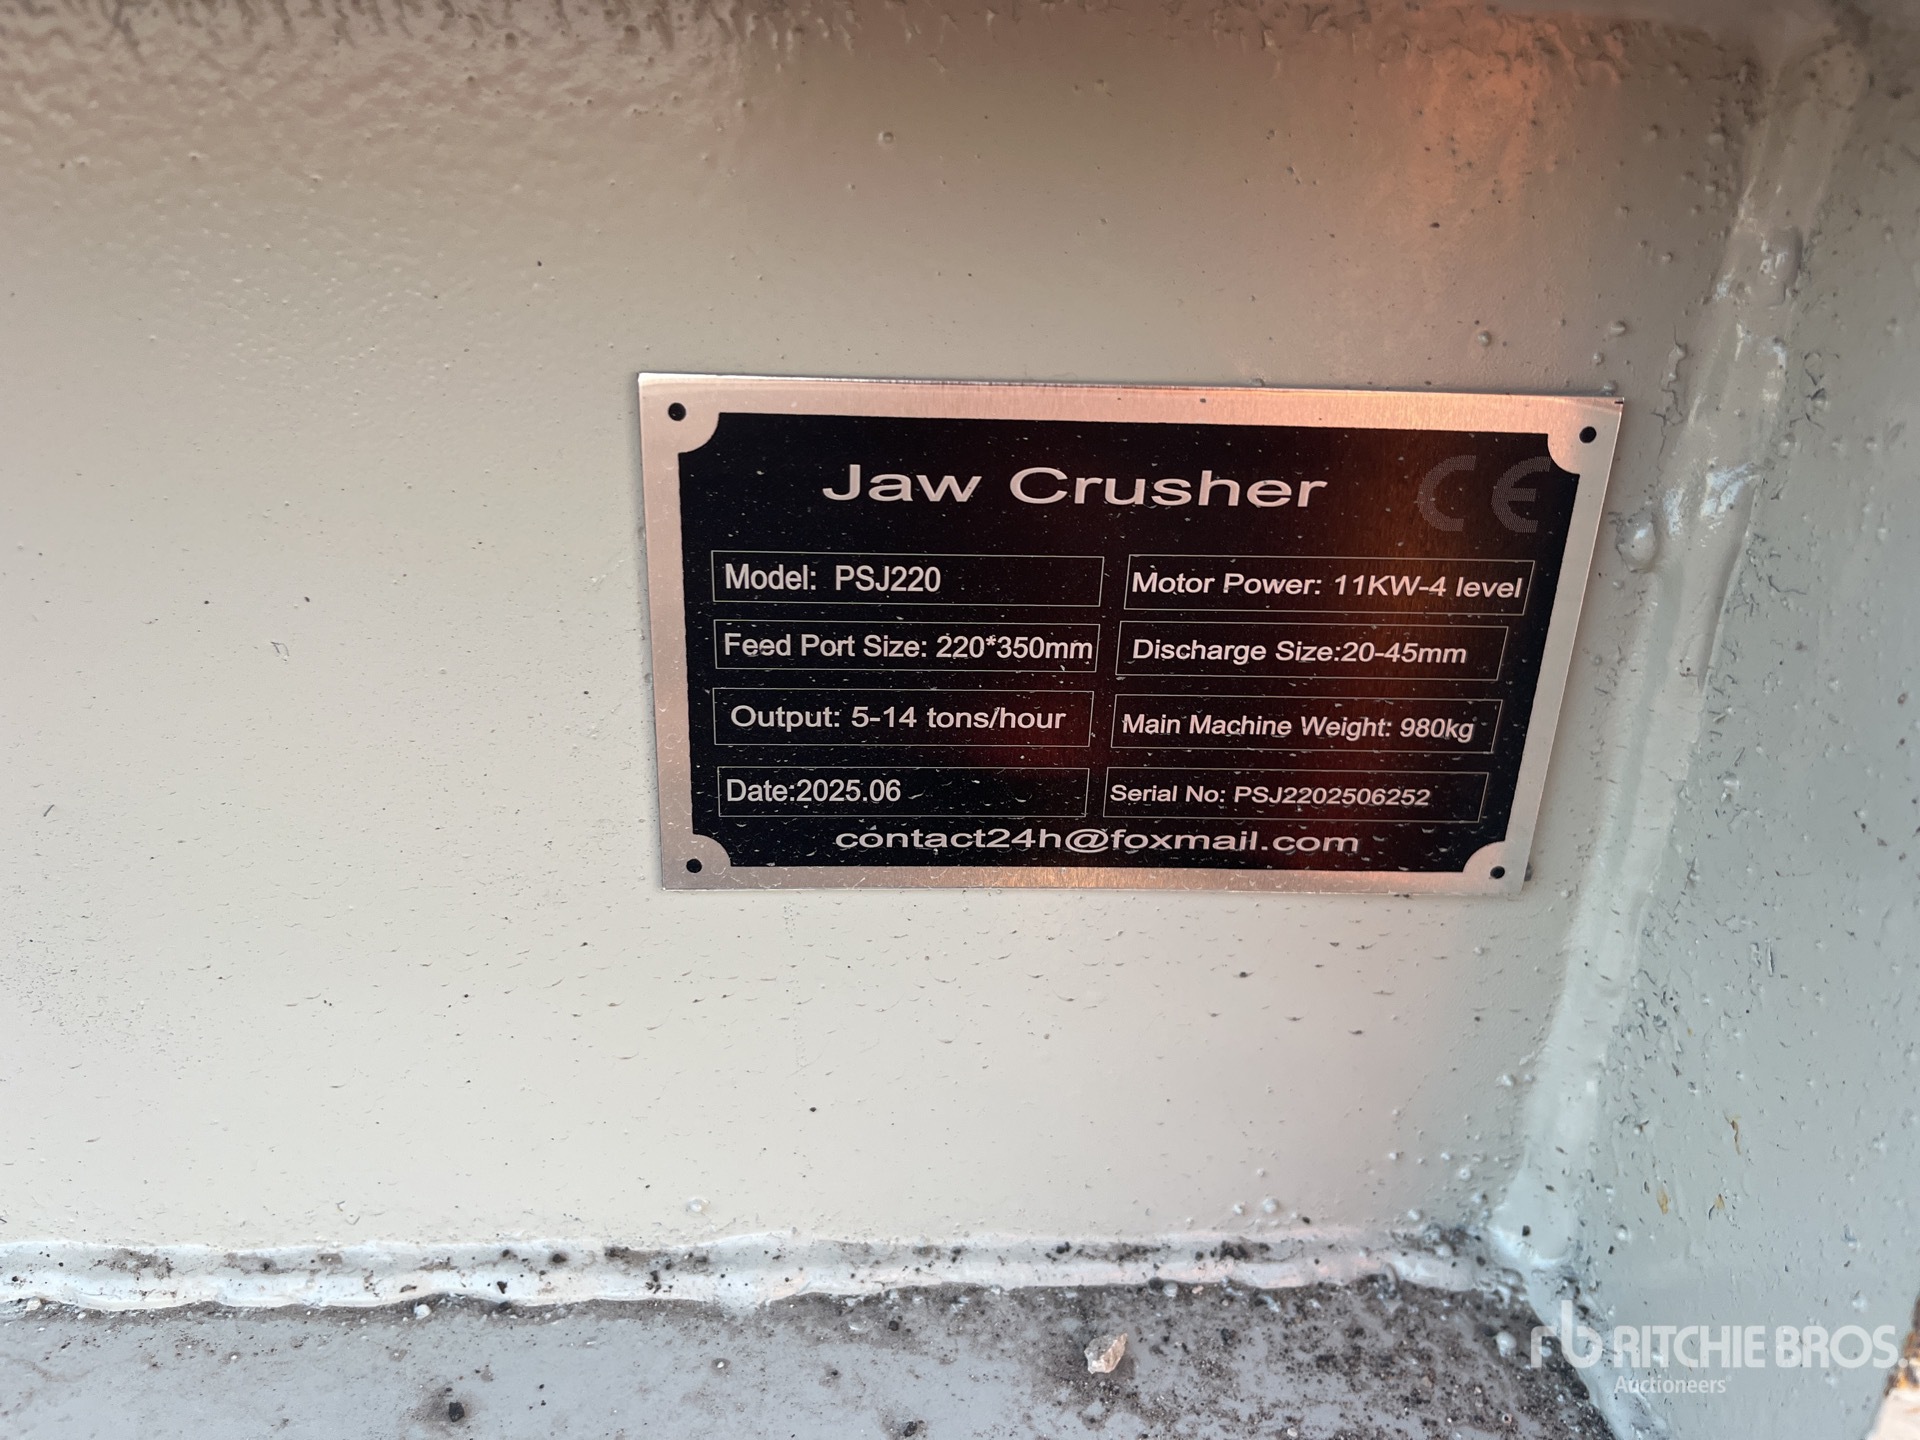 Jaw Crusher CE
Model: PSJ220 Motor Power: 11KW-4 level
Feed Port Size: 220*350mm Discharge Size:20-45mm
Output: 5-14 tons/hour Main Machine Weight: 980kg
Date:2025.06 Serial No: PSJ2202506252
contact24h@foxmail.com
rb RITCHIE BROS.
Auctioneers